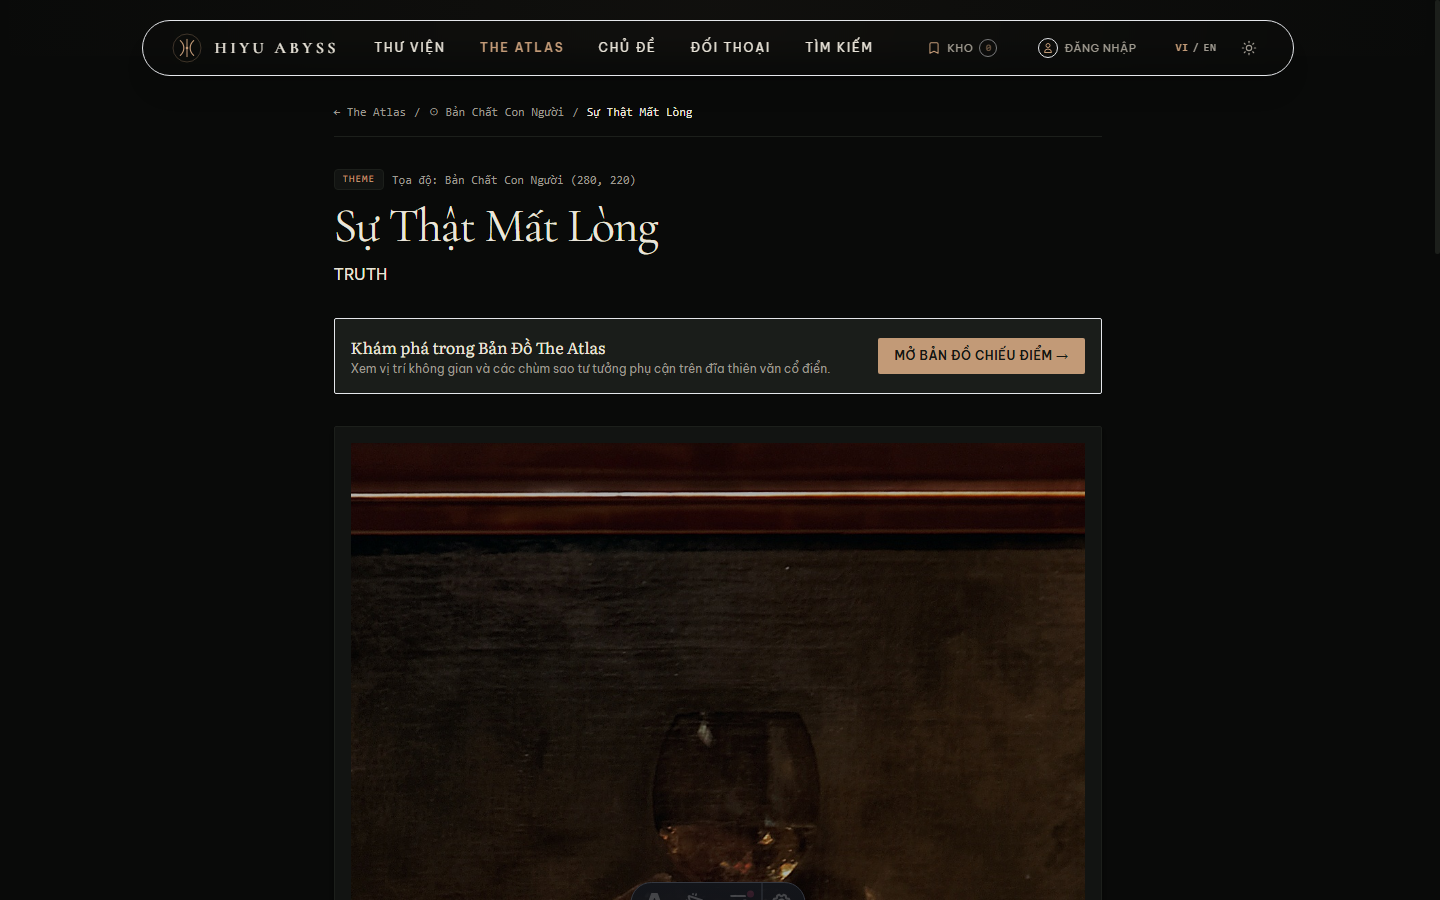 HIYU ABYSS THƯ VIỆN THE ATLAS CHỦ ĐỀ ĐỐI THOẠI TÌM KIẾM KHO 0 ĐĂNG NHẬP VI / EN
← The Atlas / Bản Chất Con Người / Sự Thật Mất Lòng
THEME Tọa độ: Bản Chất Con Người (280, 220)
Sự Thật Mất Lòng
TRUTH
Khám phá trong Bản Đồ The Atlas
Xem vị trí không gian và các chùm sao tư tưởng phụ cận trên đĩa thiên văn cổ điển.
MỞ BẢN ĐỒ CHIẾU ĐIỂM →